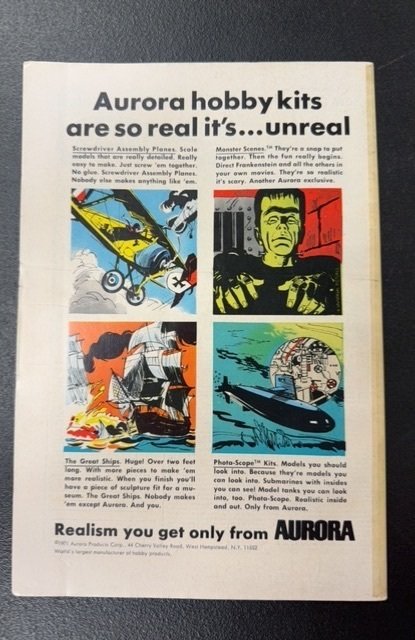 Aurora hobby kits
are so real it's...unreal
Screwdriver Assembly Planes. Scale
models that are really detailed. Really
easy to make. Just screw 'em together.
No glue. Screwdriver Assembly Planes.
Nobody else makes anything like 'em.
Monster Scenes.™ They're a snap to put
together. Then the fun really begins.
Direct Frankenstein and all the others in
your own movies. They're so realistic
it's scary. Another Aurora exclusive.
The Great Ships. Huge! Over two feet
long. With more pieces to make 'em
more realistic. When you finish you'll
have a piece of sculpture fit for a mu-
seum. The Great Ships. Nobody makes
'em except Aurora. And you.
Photo-Scope™ Kits. Models you should
look into. Because they're models you
can look into. Submarines with insides
you can see! Model tanks you can look
into, too. Photo-Scope. Realistic inside
and out. Only from Aurora.
Realism you get only from AURORA
Aurora Products Corp., 44 Cherry Valley Road, West Hempstead, N.Y. 11552
World's largest manufacturer of hobby products.